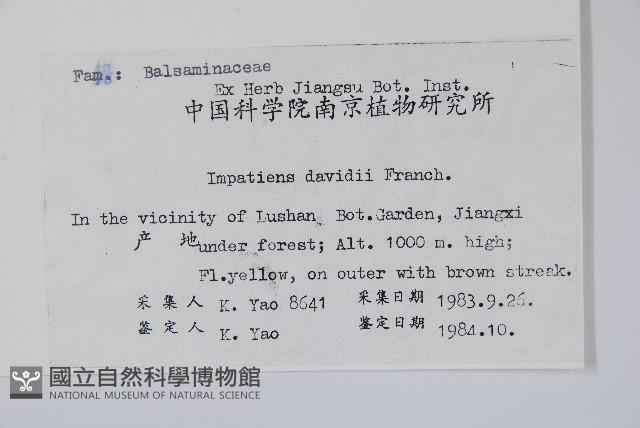 Fam.: Balsaminaceae
Ex Herb Jiangsu Bot. Inst.
中国科学院南京植物研究所
Impatiens davidii Franch.
In the vicinity of Lushan Bot.Garden, Jiangxi
产 地 under forest; Alt. 1000 m. high;
Fl.yellow, on outer with brown streak.
采集人 K. Yao 8641 采集日期 1983.9.26.
鉴定人 K. Yao 鉴定日期 1984.10.
國立自然科學博物館
NATIONAL MUSEUM OF NATURAL SCIENCE